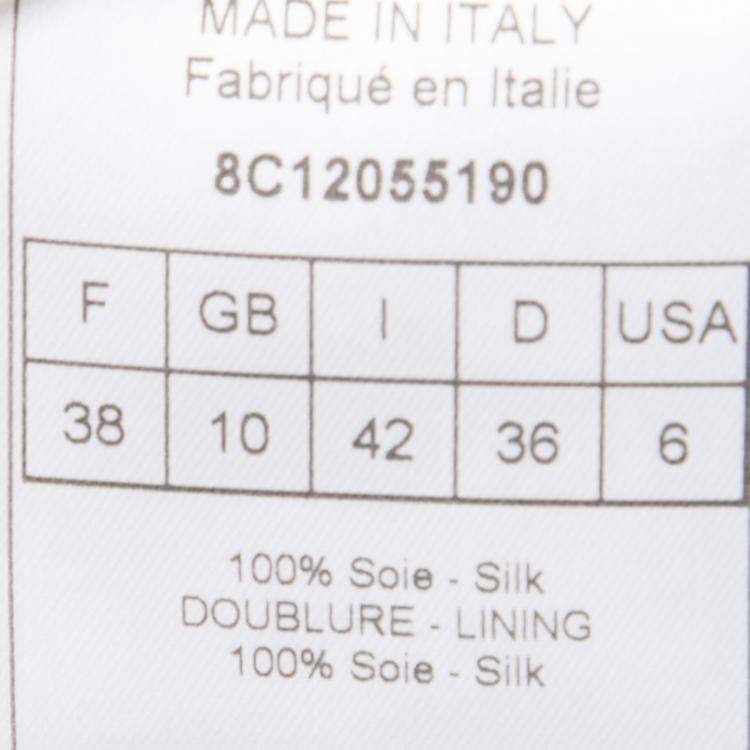 MADE IN ITALY
Fabriqué en Italie
8C12055190
F GB I D USA
38 10 42 36 6
100% Soie - Silk
DOUBLURE - LINING
100% Soie - Silk